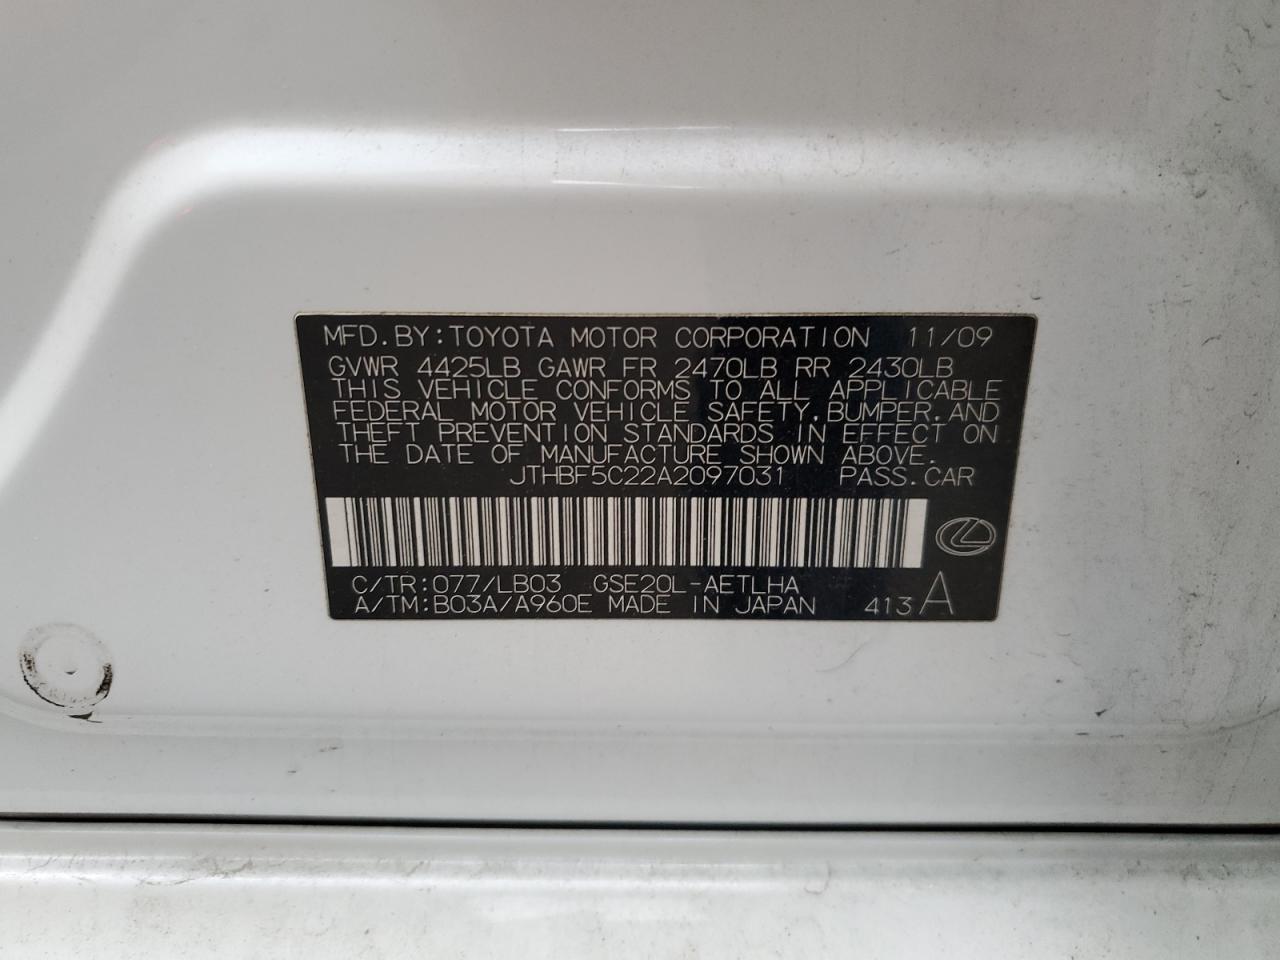 MFD.BY:TOYOTA MOTOR CORPORATION 11/09
GVWR 4425LB GAWR FR 2470LB RR 2430LB
THIS VEHICLE CONFORMS TO ALL APPLICABLE
FEDERAL MOTOR VEHICLE SAFETY,BUMPER,AND
THEFT PREVENTION STANDARDS IN EFFECT ON
THE DATE OF MANUFACTURE SHOWN ABOVE.
JTHBF5C22A2097031 PASS.CAR
C/TR:077/LB03 GSE20L-AETLHA
A/TM:B03A/A960E MADE IN JAPAN 413 A